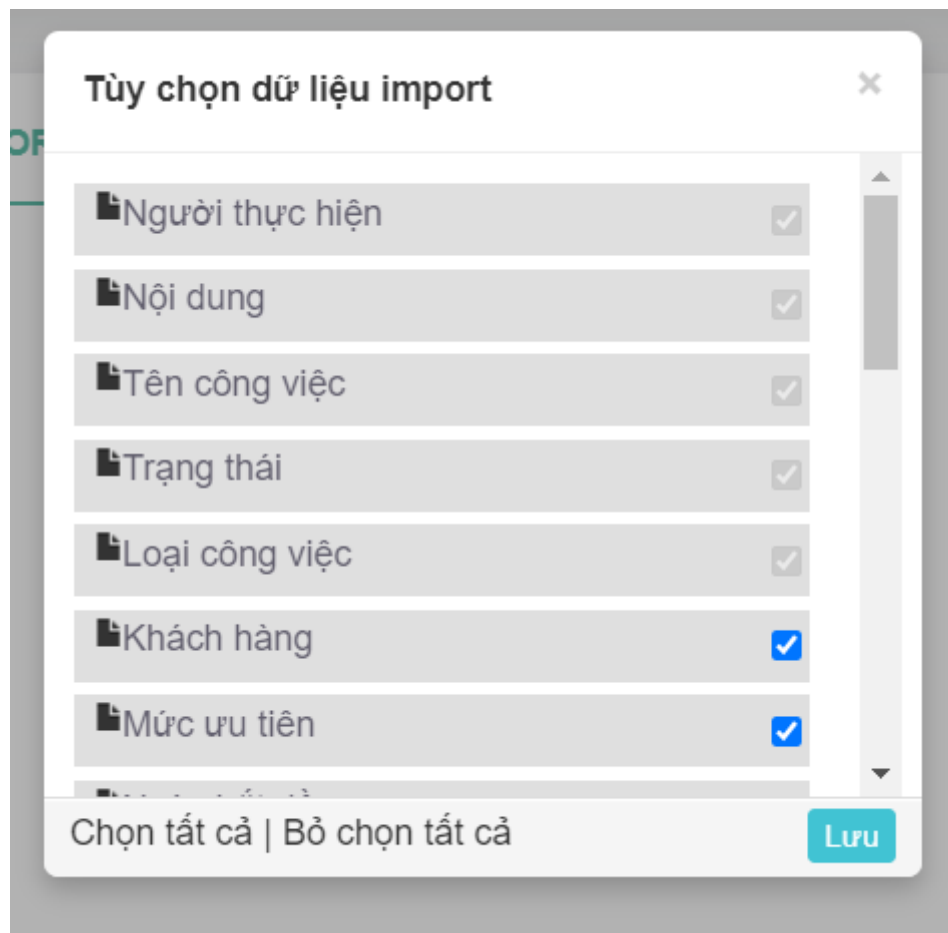 Tùy chọn dữ liệu import
×
OR
Người thực hiện
Nội dung
Tên công việc
Trạng thái
Loại công việc
Khách hàng
Mức ưu tiên
Chọn tất cả | Bỏ chọn tất cả
Lưu